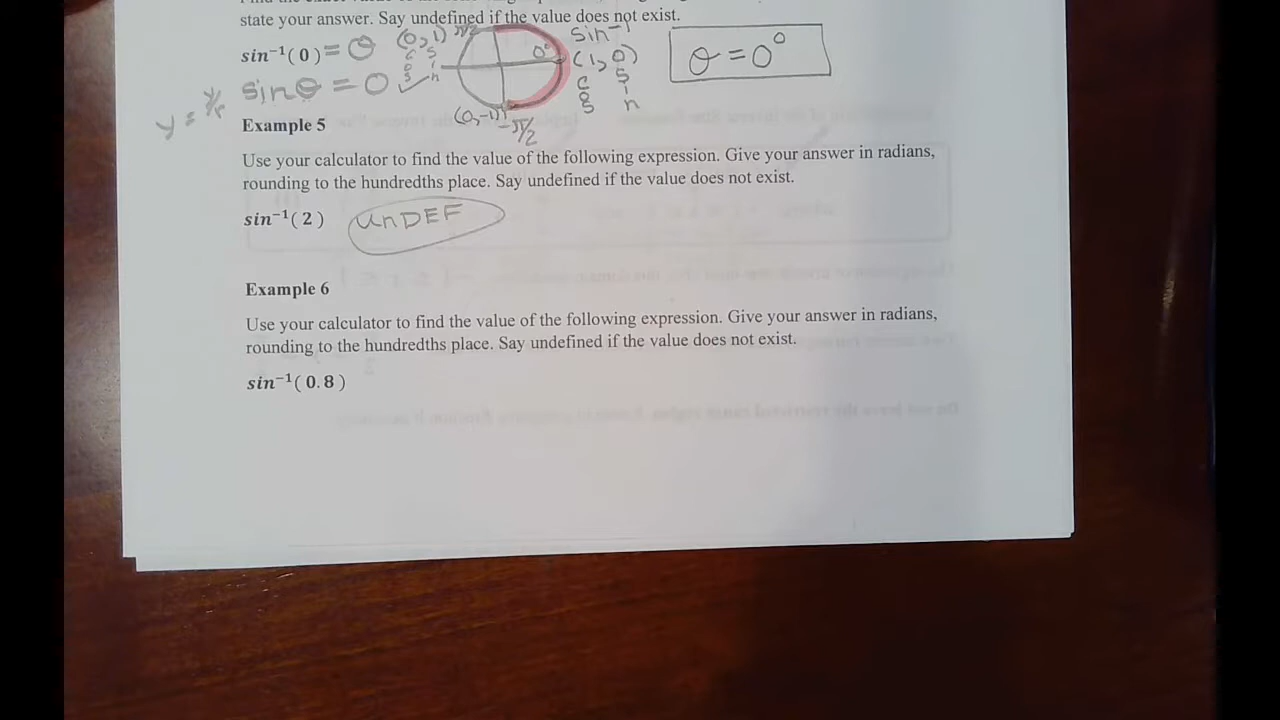 state your answer. Say undefined if the value does not exist.
sin⁻¹(0) = θ
(0,1) π/2
cos sin
0°
sin⁻¹
(1, 0)
cos sin
θ = 0°
sinθ = 0
y = y/r
(0,-1)
-π/2
Example 5
Use your calculator to find the value of the following expression. Give your answer in radians,
rounding to the hundredths place. Say undefined if the value does not exist.
sin⁻¹(2) UnDEF
Example 6
Use your calculator to find the value of the following expression. Give your answer in radians,
rounding to the hundredths place. Say undefined if the value does not exist.
sin⁻¹(0.8)